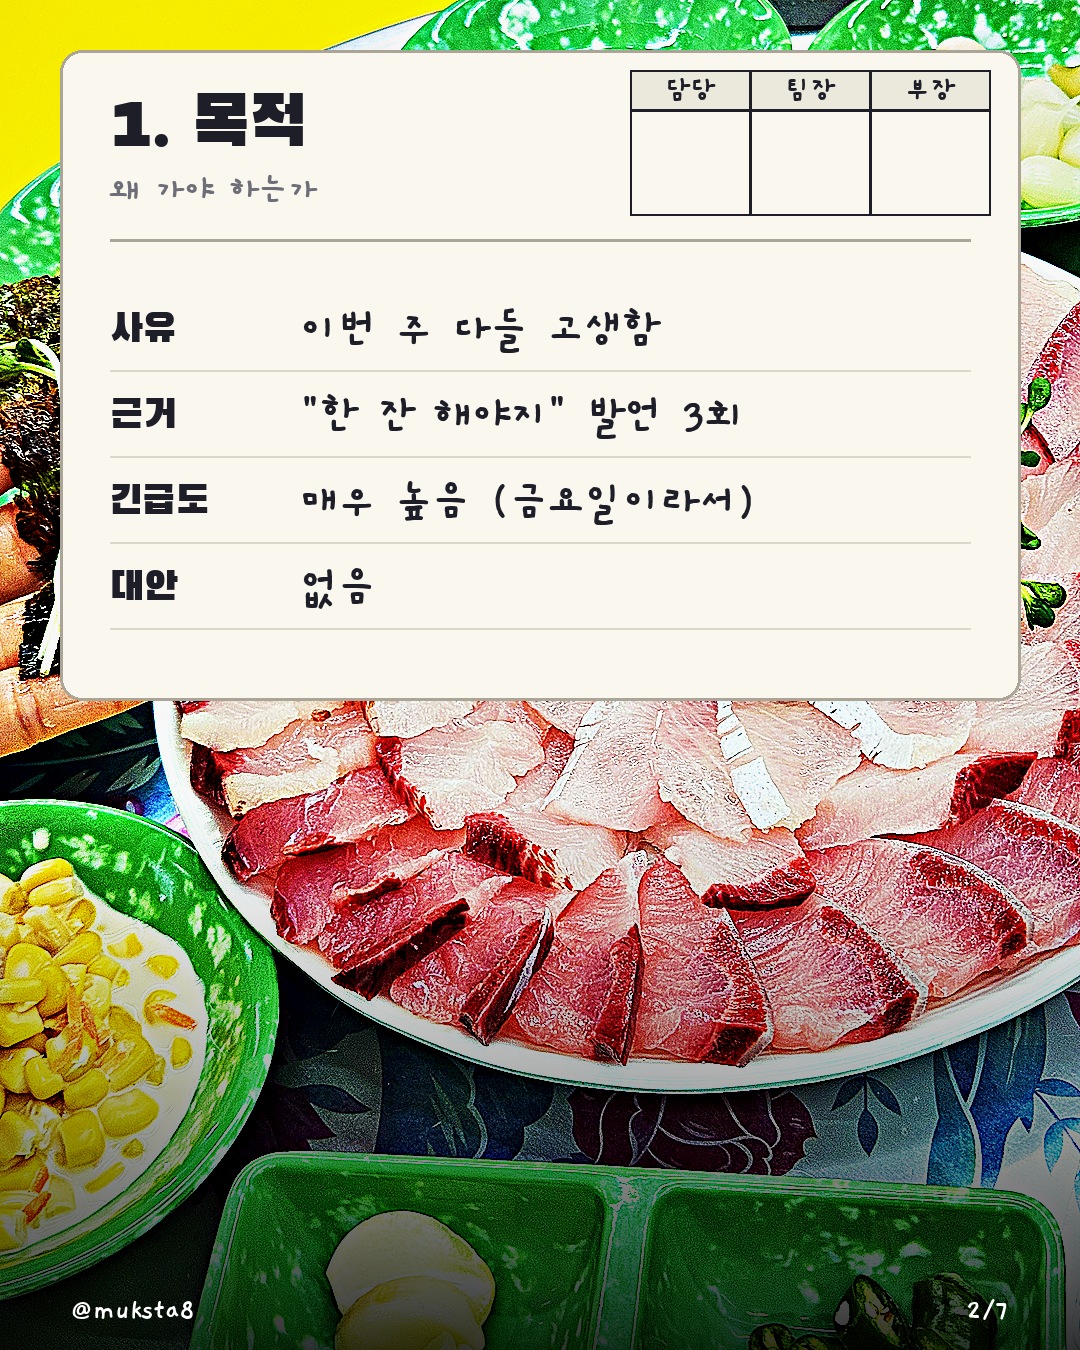 1. 목적
왜 가야 하는가
담당 팀장 부장
사유 이번 주 다들 고생함
근거 "한 잔 해야지" 발언 3회
긴급도 매우 높음 (금요일이라서)
대안 없음
@muksta8 2/7